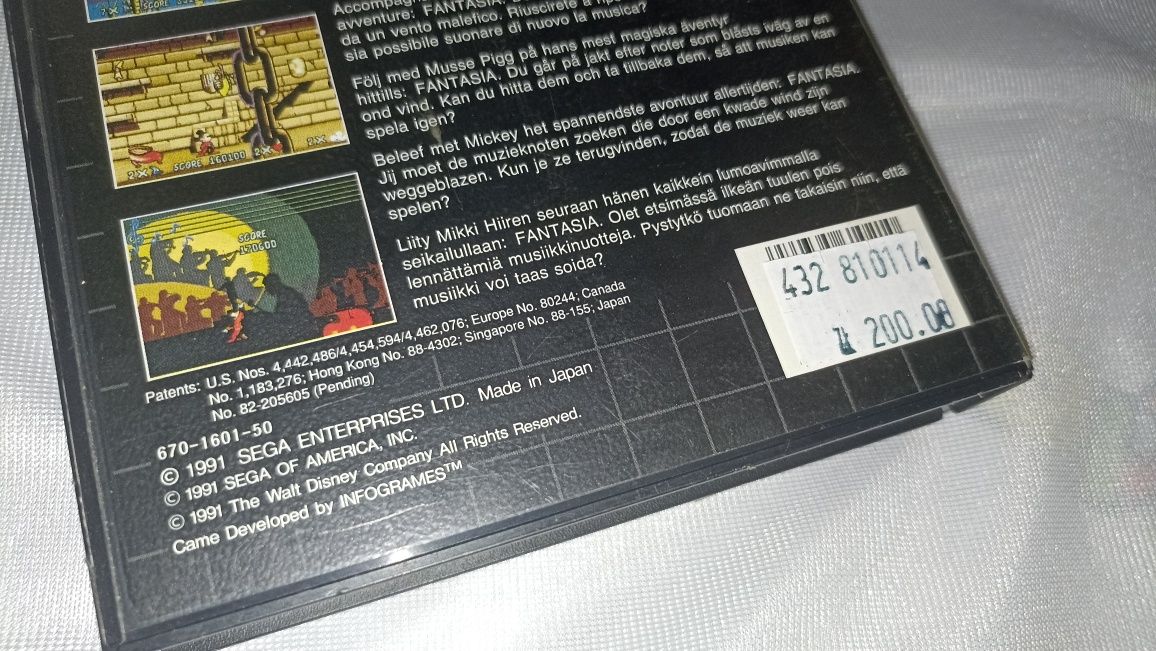 Accompag
avventure: FANTASIA.
da un vento malefico. Riuscirete a
sia possibile suonare di nuovo la musica?
Följ med Musse Pigg på hans mest magiska äventyr
hittills: FANTASIA. Du går på jakt efter noter som blåsts iväg av en
ond vind. Kan du hitta dem och ta tillbaka dem, så att musiken kan
spela igen?
Beleef met Mickey het spannendste avontuur allertijden: FANTASIA.
Jij moet de muzieknoten zoeken die door een kwade wind zijn
weggeblazen. Kun je ze terugvinden, zodat de muziek weer kan
spelen?
Liity Mikki Hiiren seuraan hänen kaikkein lumoavimmalla
seikailullaan: FANTASIA. Olet etsimässä ilkeän tuulen pois
lennättämiä musiikkinuotteja. Pystytkö tuomaan ne takaisin niin, että
musiikki voi taas soida?
2× SCORE 160100 2× 2×
SCORE
170600
432 810114
200.00
Patents: U.S. Nos. 4,442,486/4,454,594/4,462,076; Europe No. 80244; Canada
No. 1,183,276; Hong Kong No. 88-4302; Singapore No. 88-155; Japan
No. 82-205605 (Pending)
670-1601-50
© 1991 SEGA ENTERPRISES LTD. Made in Japan
© 1991 SEGA OF AMERICA, INC.
© 1991 The Walt Disney Company All Rights Reserved.
Game Developed by INFOGRAMES™